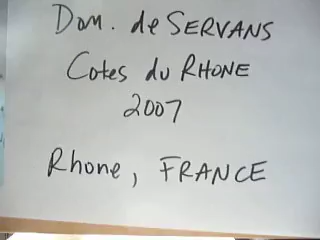 Dom. de SERVANS
Cotes du RHONE
2007
Rhone, FRANCE